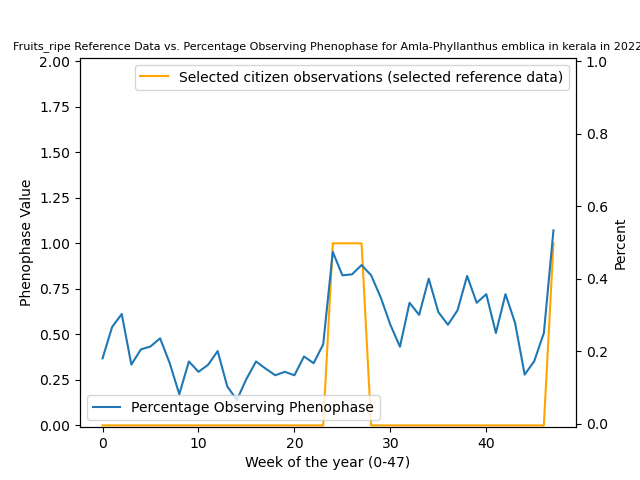 Fruits_ripe Reference Data vs. Percentage Observing Phenophase for Amla-Phyllanthus emblica in kerala in 2022
2.00
1.75
1.50
1.25
1.00
0.75
0.50
0.25
0.00
Phenophase Value
1.0
0.8
0.6
0.4
0.2
0.0
Percent
Selected citizen observations (selected reference data)
Percentage Observing Phenophase
0 10 20 30 40
Week of the year (0-47)